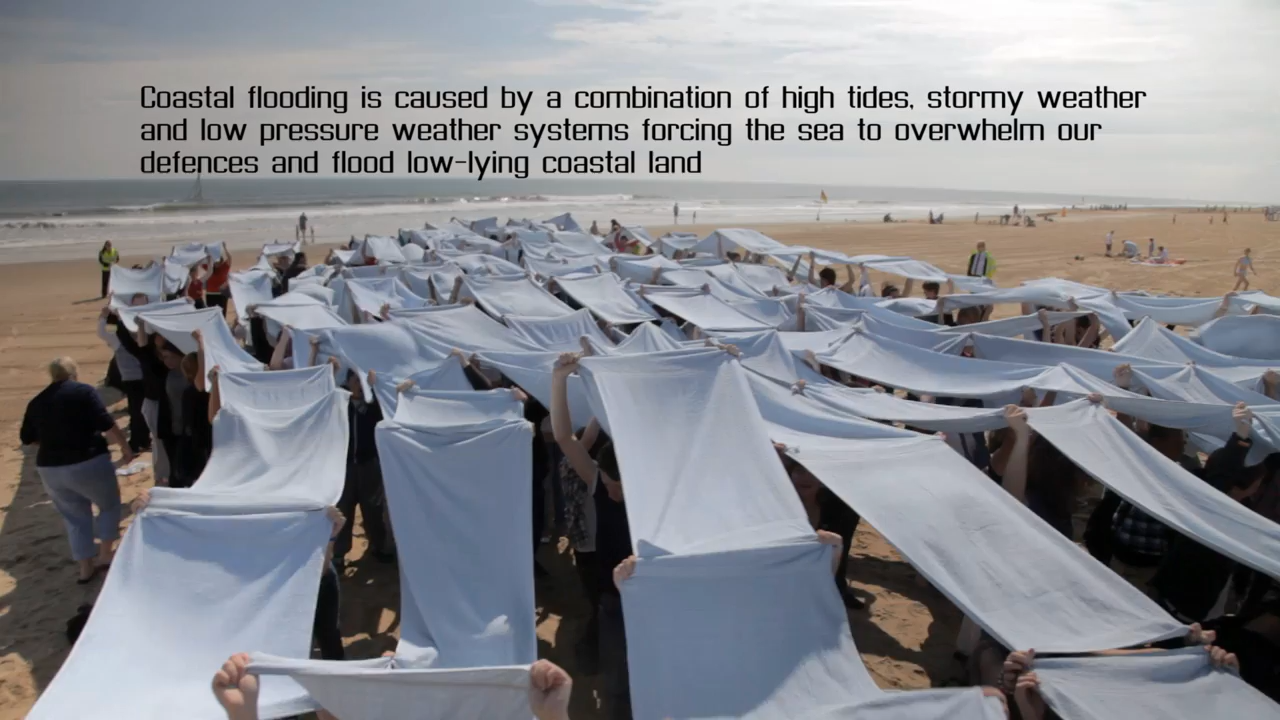 Coastal flooding is caused by a combination of high tides, stormy weather
and low pressure weather systems forcing the sea to overwhelm our
defences and flood low-lying coastal land